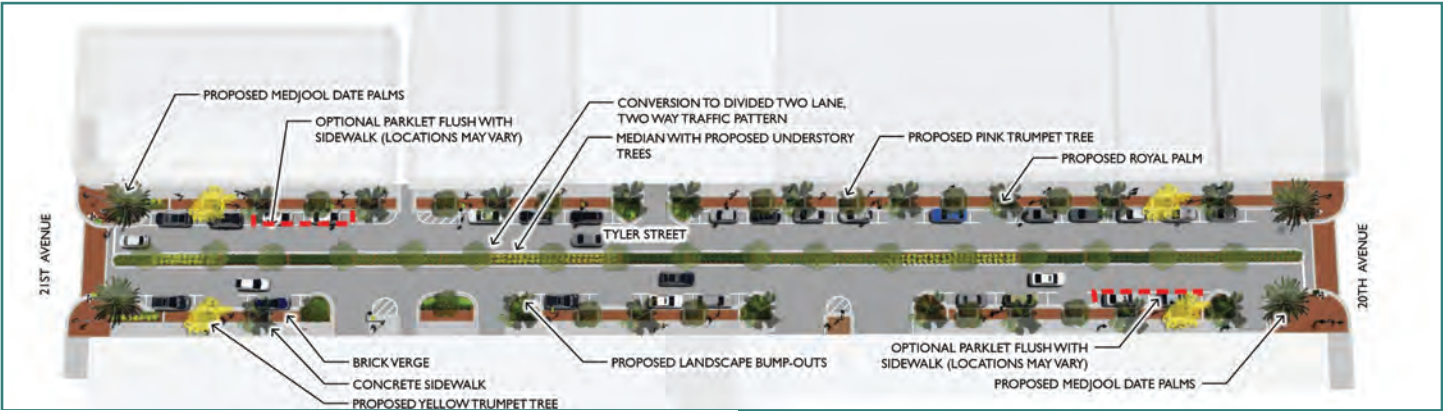 PROPOSED MEDJOOL DATE PALMS
OPTIONAL PARKLET FLUSH WITH
SIDEWALK (LOCATIONS MAY VARY)
CONVERSION TO DIVIDED TWO LANE,
TWO WAY TRAFFIC PATTERN
MEDIAN WITH PROPOSED UNDERSTORY
TREES
PROPOSED PINK TRUMPET TREE
PROPOSED ROYAL PALM
21ST AVENUE
TYLER STREET
20TH AVENUE
BRICK VERGE
CONCRETE SIDEWALK
PROPOSED YELLOW TRUMPET TREE
PROPOSED LANDSCAPE BUMP-OUTS
OPTIONAL PARKLET FLUSH WITH
SIDEWALK (LOCATIONS MAY VARY)
PROPOSED MEDJOOL DATE PALMS